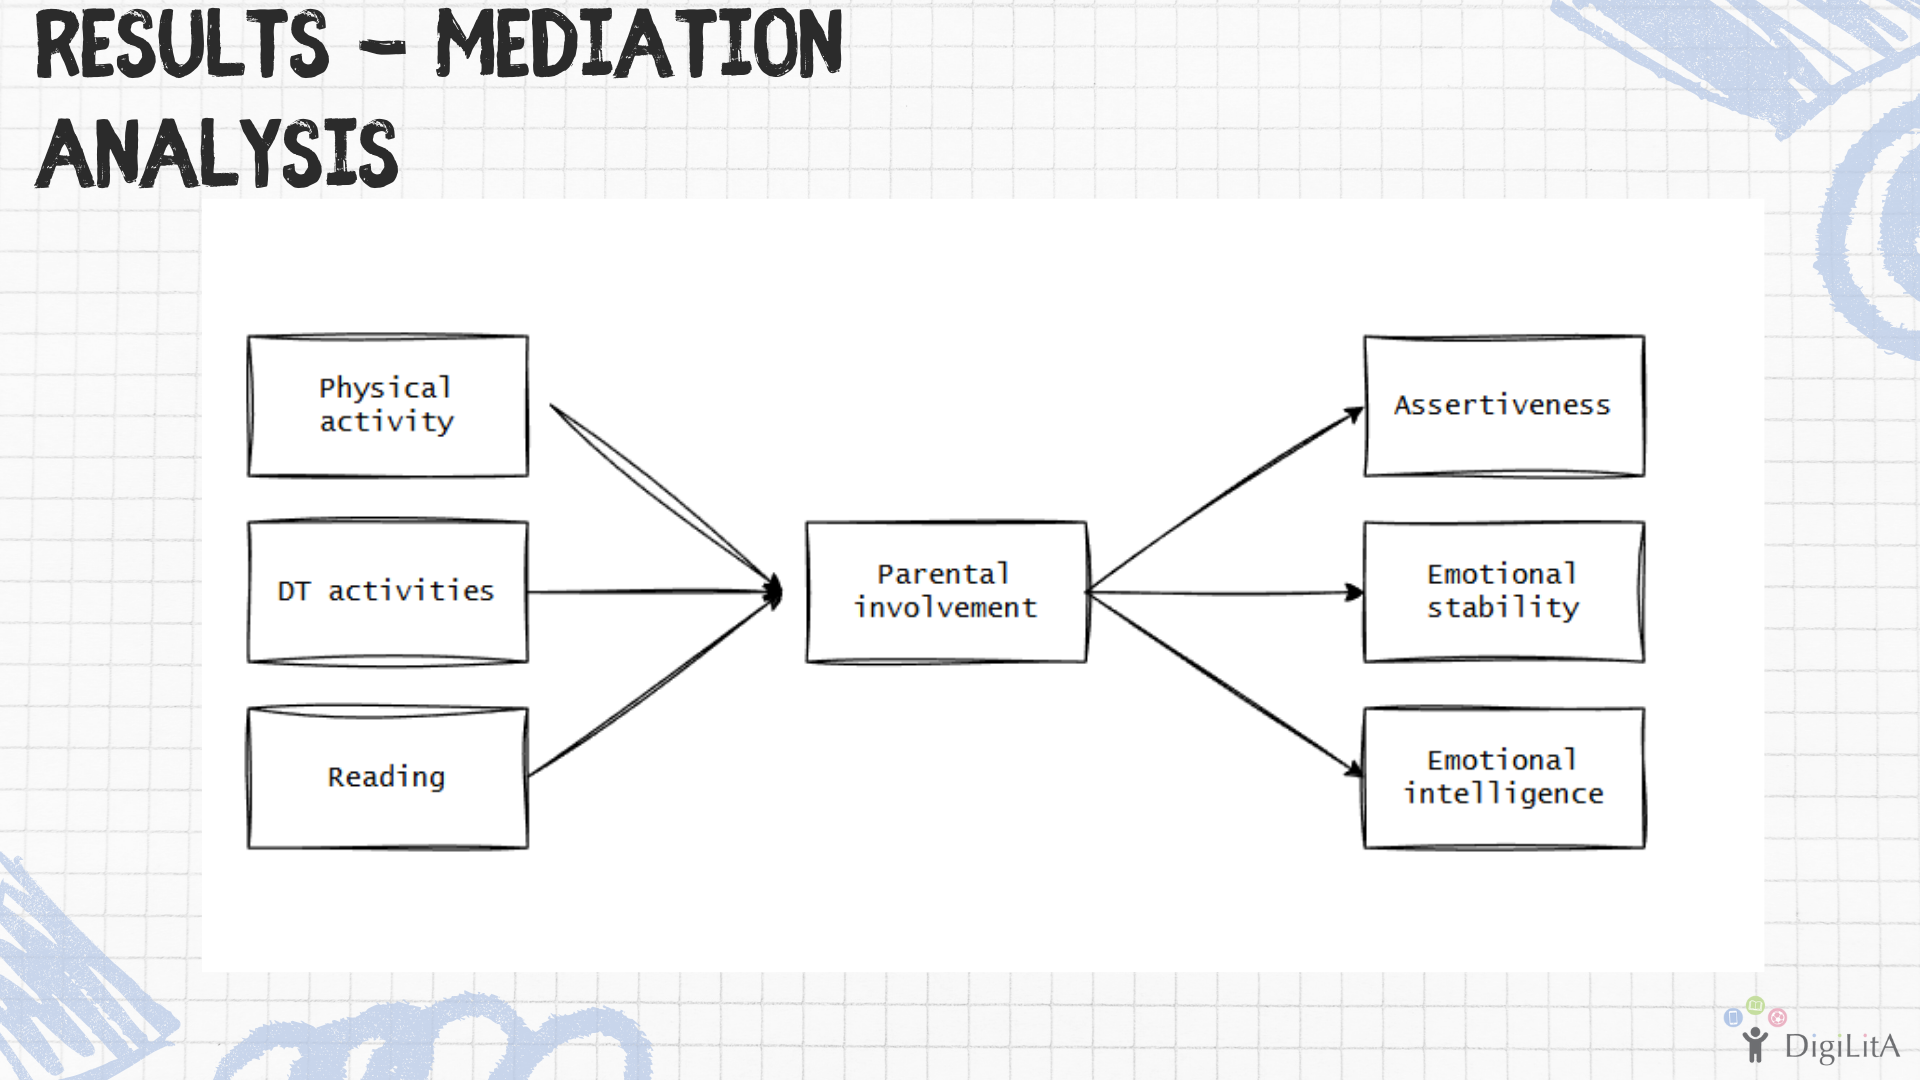 RESULTS – MEDIATION
ANALYSIS
Physical
activity
DT activities
Reading
Parental
involvement
Assertiveness
Emotional
stability
Emotional
intelligence
DigiLitA